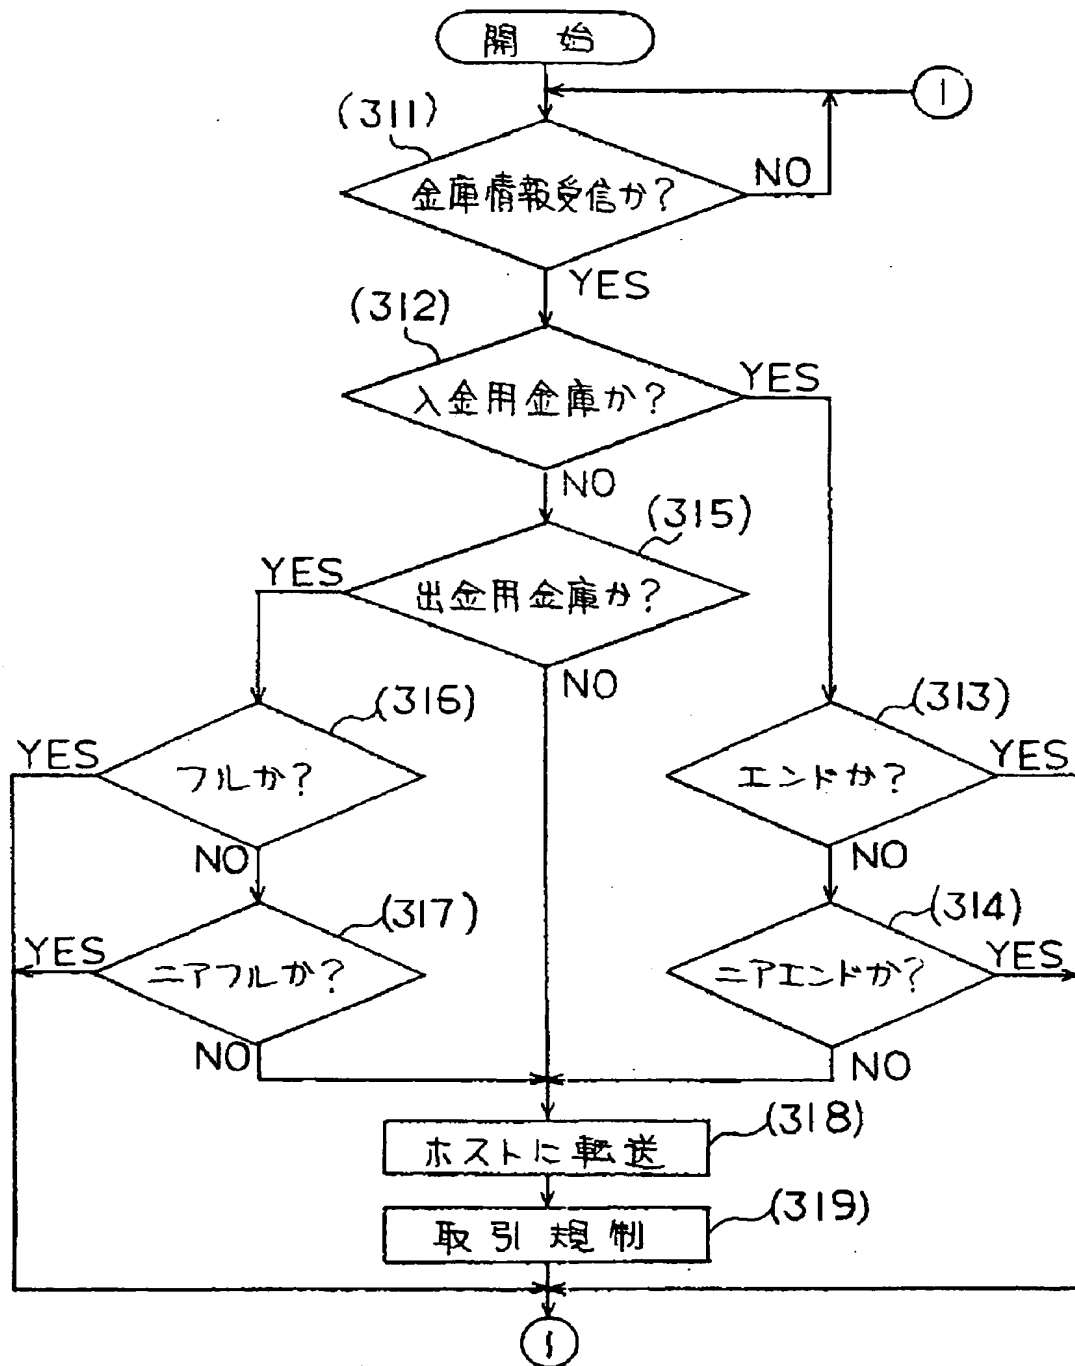 開始
1
(311)
金庫情報受信か?
NO
YES
(312)
入金用金庫か?
YES
NO
(315)
出金用金庫か?
YES
NO
(316)
フルか?
YES
NO
(313)
エンドか?
YES
NO
(317)
ニアフルか?
YES
NO
(314)
ニアエンドか?
YES
NO
ホストに転送
(318)
取引規制
(319)
1